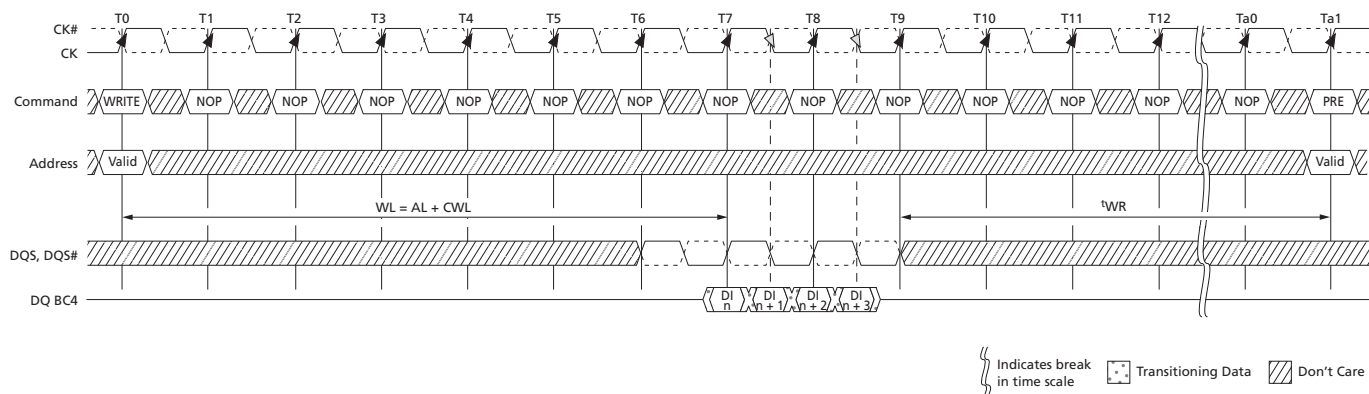 T0 T1 T2 T3 T4 T5 T6 T7 T8 T9 T10 T11 T12 Ta0 Ta1
CK#
CK
Command WRITE NOP NOP NOP NOP NOP NOP NOP NOP NOP NOP NOP NOP NOP PRE
Address Valid Valid
WL = AL + CWL tWR
DQS, DQS#
DQ BC4 DI n DI n + 1 DI n + 2 DI n + 3
Indicates break in time scale
Transitioning Data
Don't Care